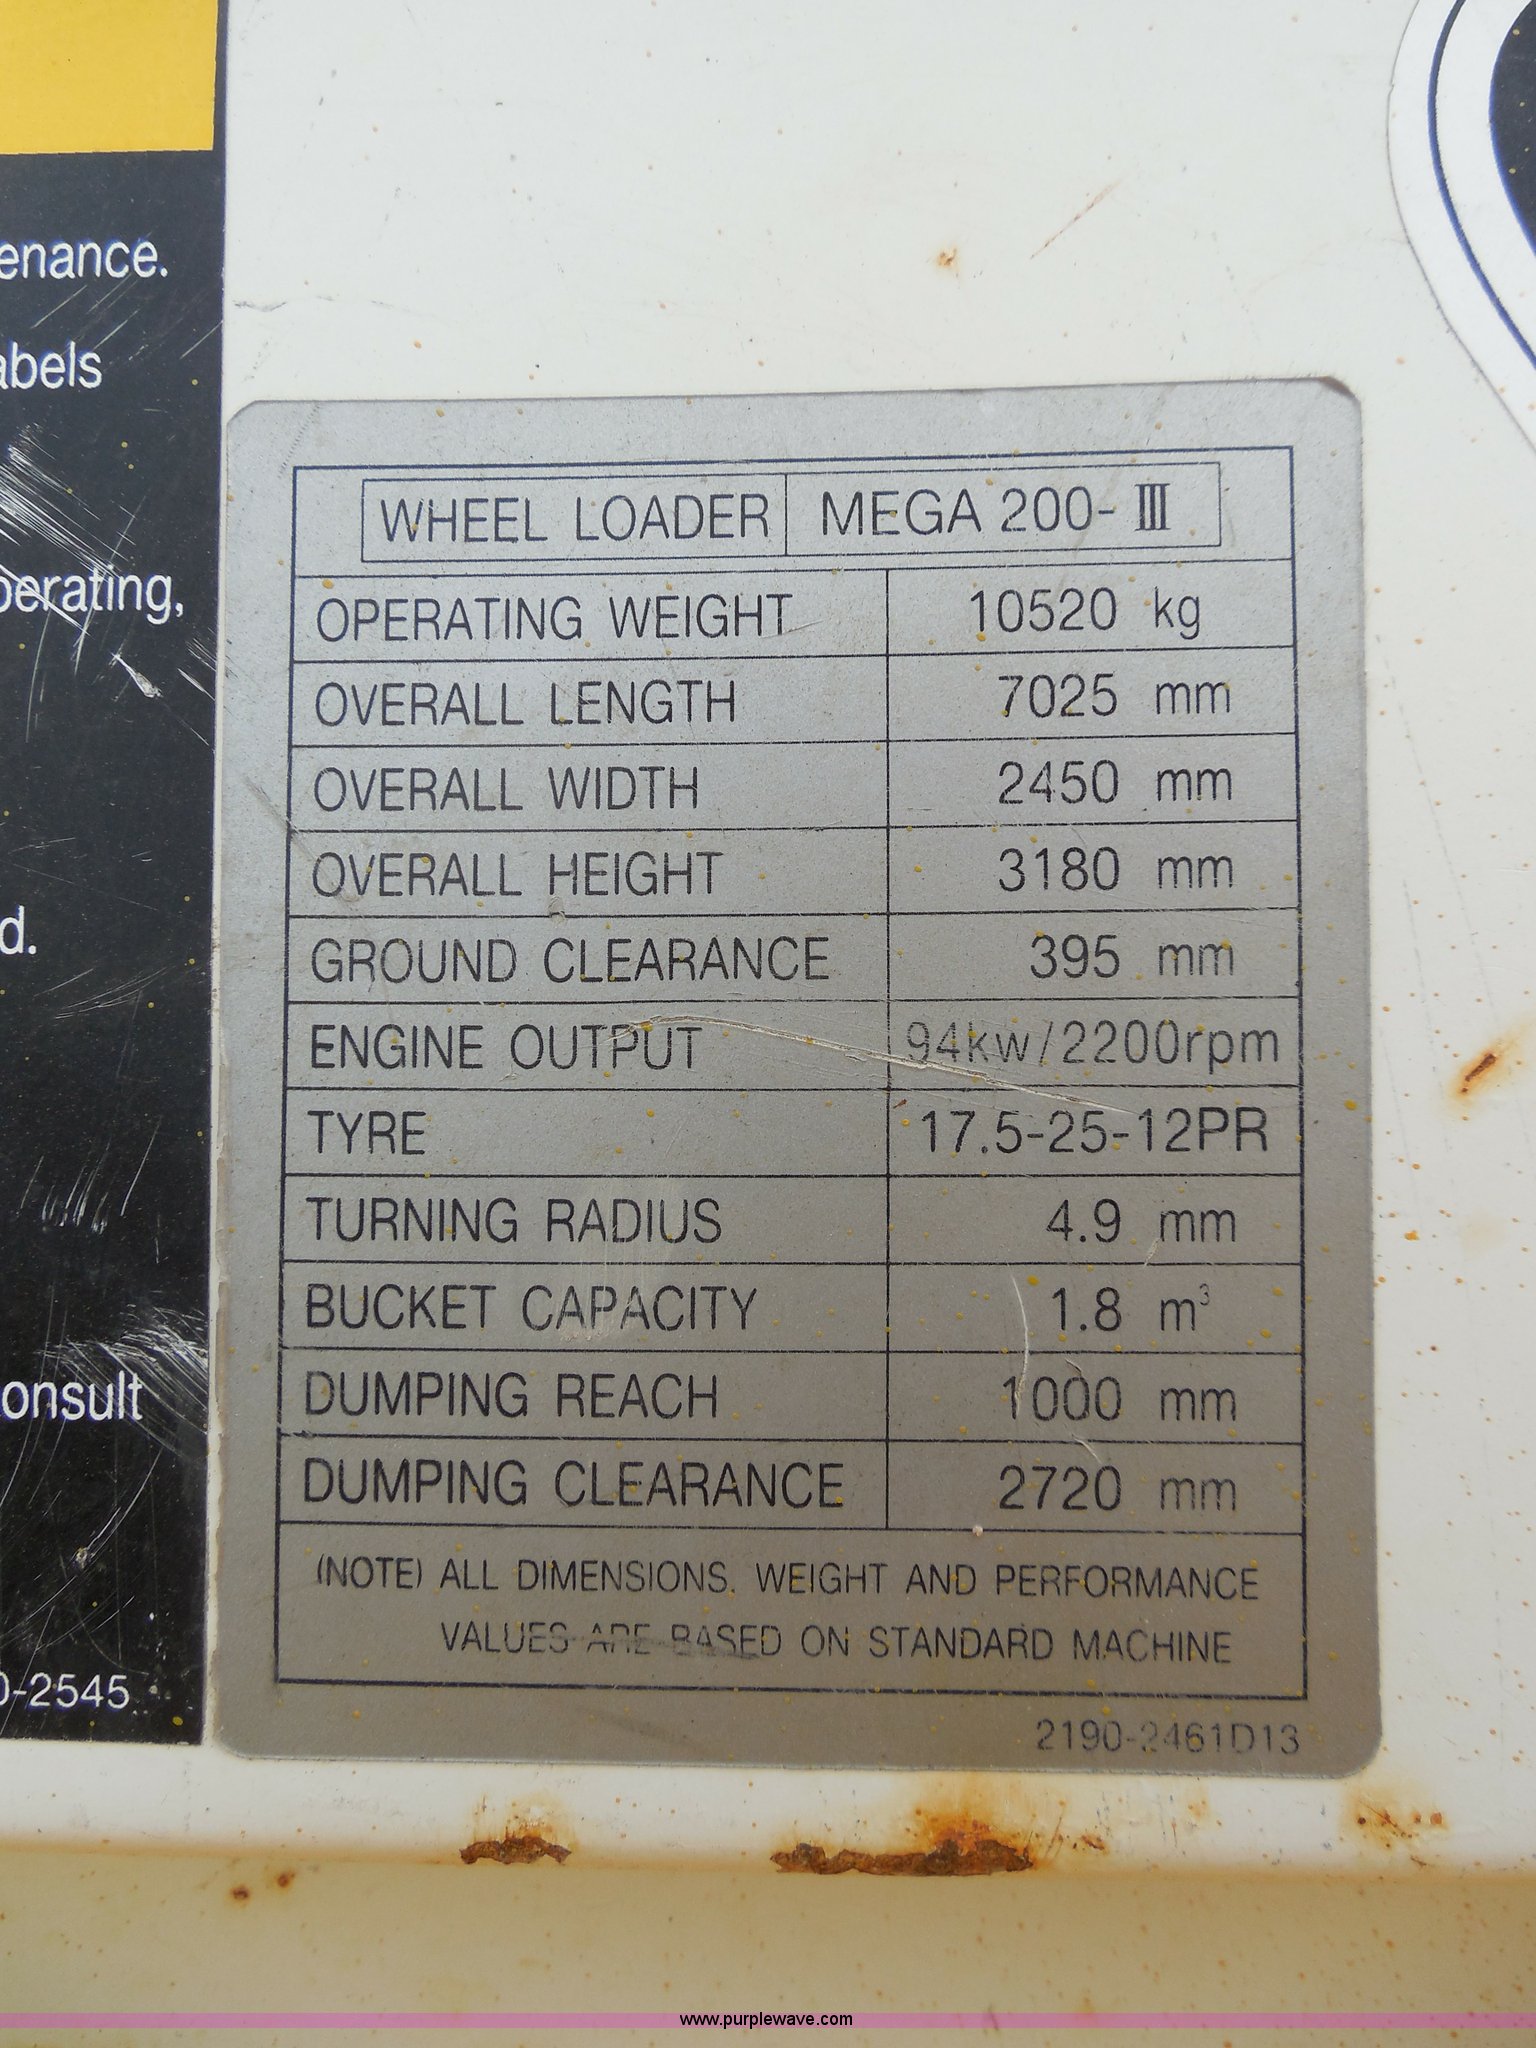 enance.
abels
perating,
d.
onsult
0-2545
WHEEL LOADER MEGA 200-III
OPERATING WEIGHT 10520 kg
OVERALL LENGTH 7025 mm
OVERALL WIDTH 2450 mm
OVERALL HEIGHT 3180 mm
GROUND CLEARANCE 395 mm
ENGINE OUTPUT 94kw/2200rpm
TYRE 17.5-25-12PR
TURNING RADIUS 4.9 mm
BUCKET CAPACITY 1.8 m³
DUMPING REACH 1000 mm
DUMPING CLEARANCE 2720 mm
(NOTE) ALL DIMENSIONS. WEIGHT AND PERFORMANCE
VALUES ARE BASED ON STANDARD MACHINE
2190-2461D13
www.purplewave.com